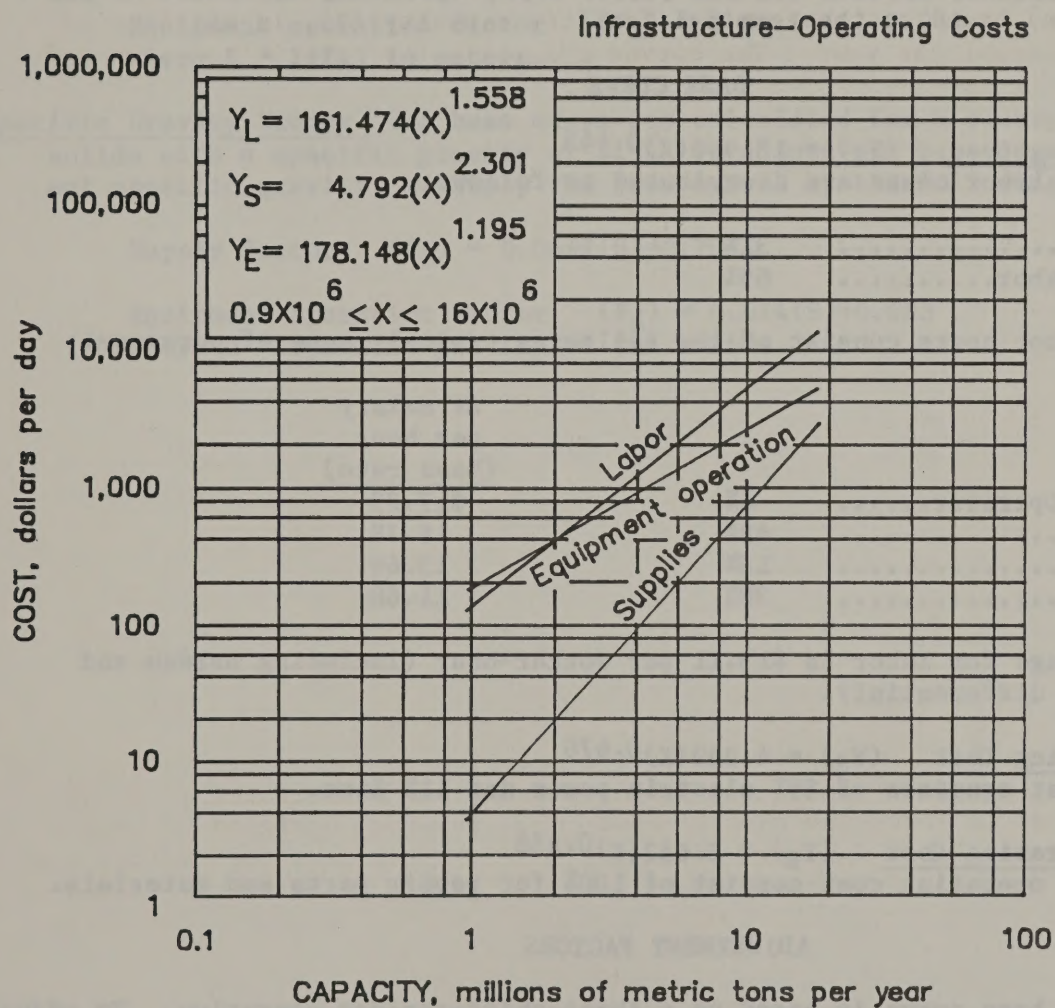 Infrastructure—Operating Costs
1,000,000
100,000
10,000
1,000
100
10
1
COST, dollars per day
Y_L= 161.474(X)^1.558
Y_S= 4.792(X)^2.301
Y_E= 178.148(X)^1.195
0.9X10^6 ≤ X ≤ 16X10^6
Labor
Equipment operation
Supplies
0.1
1
10
100
CAPACITY, millions of metric tons per year